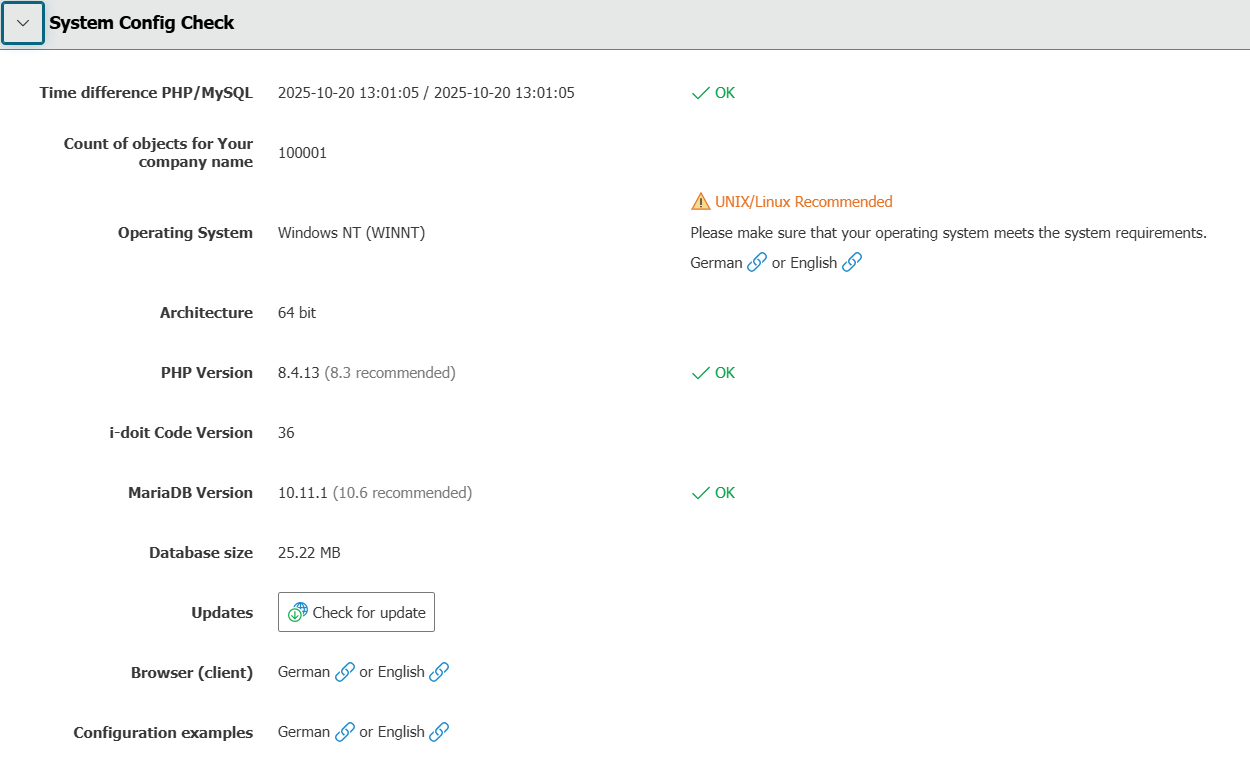 System Config Check
Time difference PHP/MySQL 2025-10-20 13:01:05 / 2025-10-20 13:01:05 OK
Count of objects for Your
company name 100001
UNIX/Linux Recommended
Operating System Windows NT (WINNT) Please make sure that your operating system meets the system requirements.
German or English
Architecture 64 bit
PHP Version 8.4.13 (8.3 recommended) OK
i-doit Code Version 36
MariaDB Version 10.11.1 (10.6 recommended) OK
Database size 25.22 MB
Updates Check for update
Browser (client) German or English
Configuration examples German or English